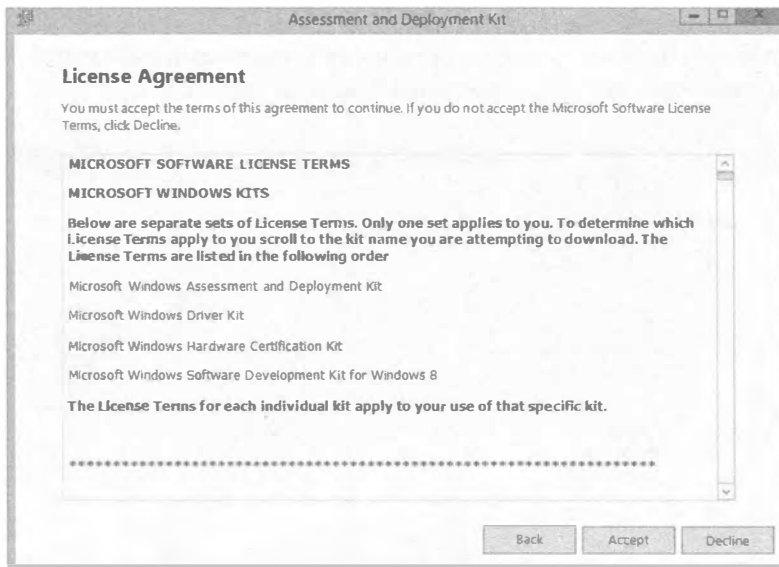 Assessment and Deployment Kit
License Agreement
You must accept the terms of this agreement to continue. If you do not accept the Microsoft Software License
Terms, click Decline.
MICROSOFT SOFTWARE LICENSE TERMS
MICROSOFT WINDOWS KITS
Below are separate sets of License Terms. Only one set applies to you. To determine which
License Terms apply to you scroll to the kit name you are attempting to download. The
License Terms are listed in the following order
Microsoft Windows Assessment and Deployment Kit
Microsoft Windows Driver Kit
Microsoft Windows Hardware Certification Kit
Microsoft Windows Software Development Kit for Windows 8
The License Terms for each individual kit apply to your use of that specific kit.
Back Accept Decline